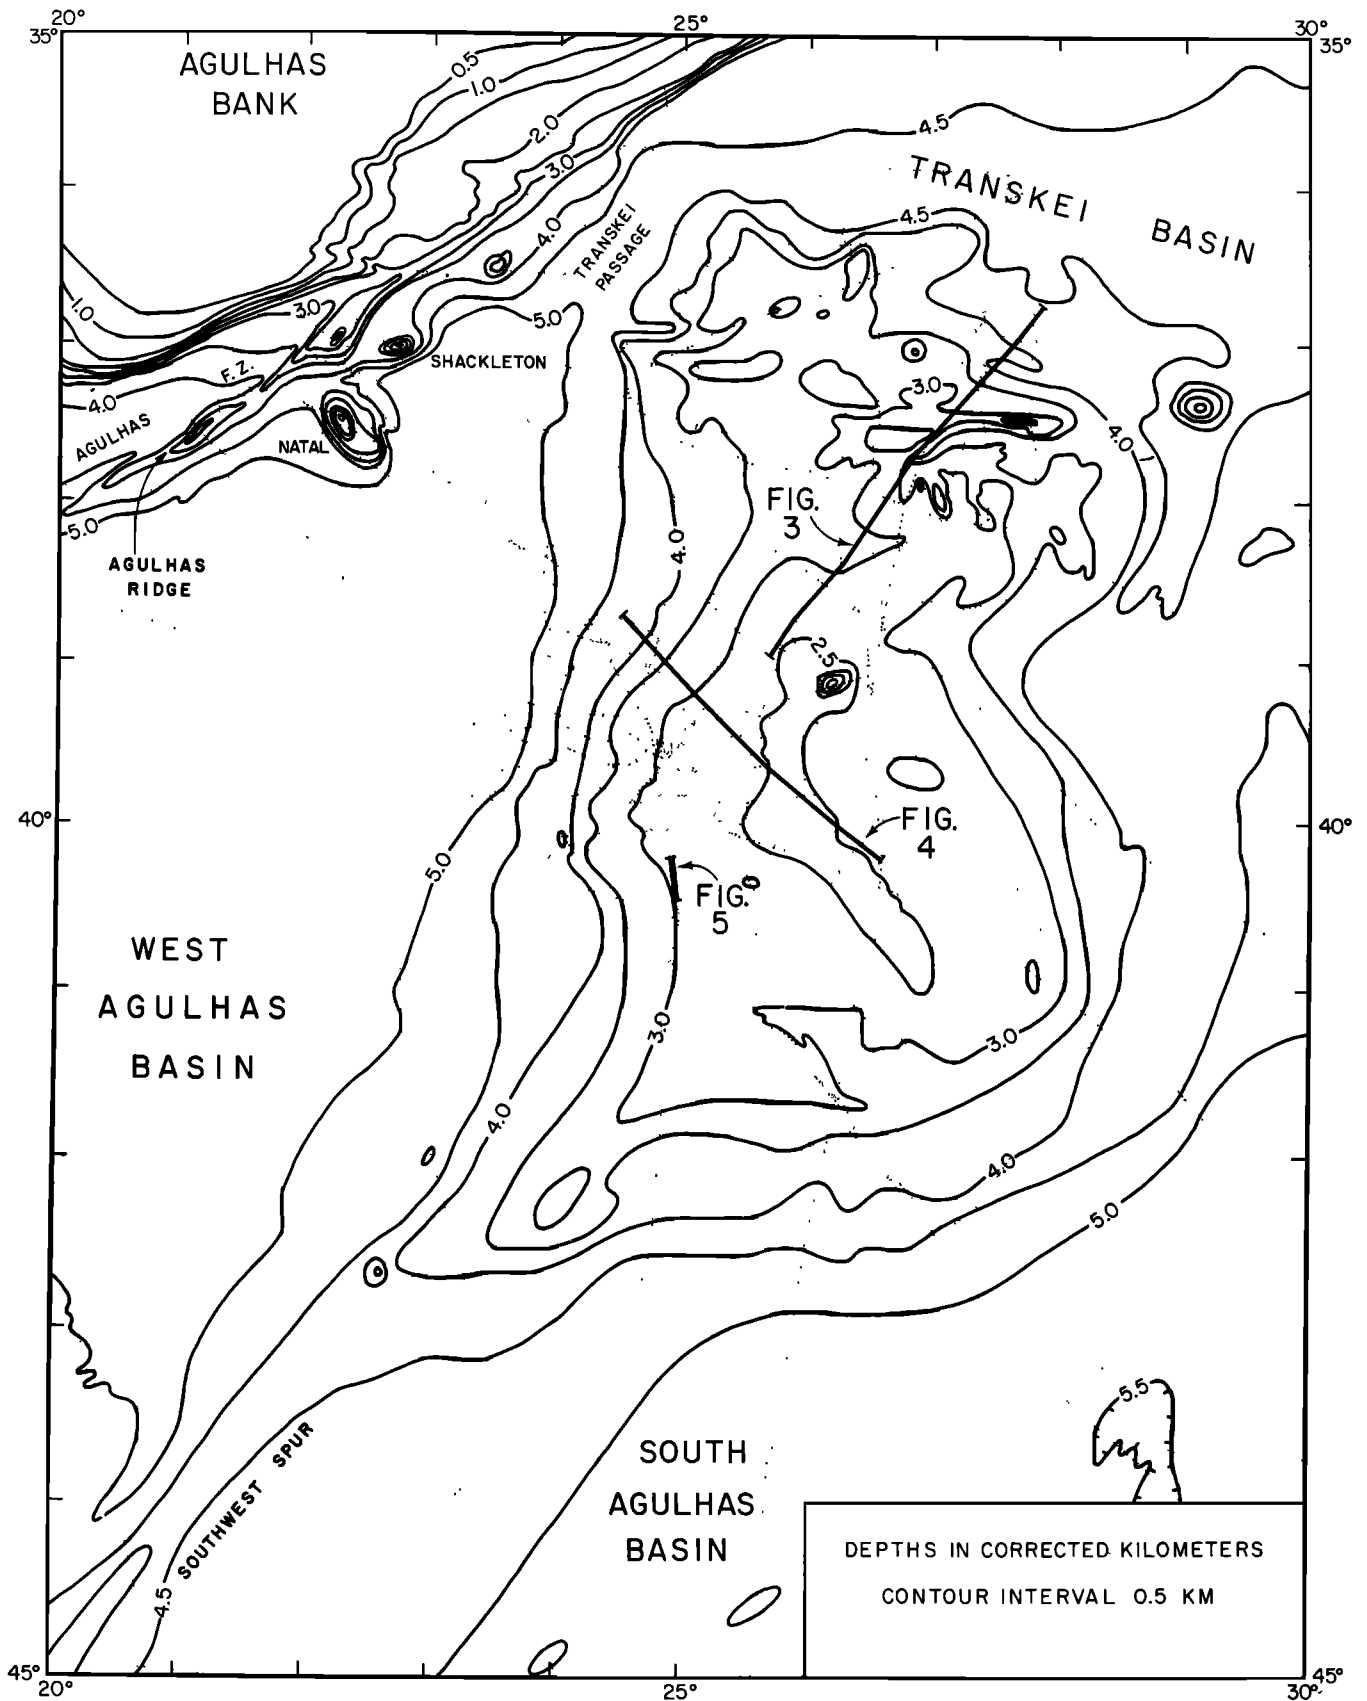 20°
25°
30°
35°
35°
AGULHAS
BANK
0.5
1.0
2.0
3.0
4.0
4.5
TRANSKEI
BASIN
4.5
TRANSKEI
PASSAGE
1.0
3.0
5.0
SHACKLETON
F.Z.
4.0
AGULHAS
NATAL
3.0
4.0
5.0
AGULHAS
RIDGE
FIG.
3
4.0
2.5
40°
40°
FIG.
4
5.0
FIG.
5
WEST
AGULHAS
BASIN
3.0
3.0
4.0
4.0
5.0
5.5
SOUTHWEST SPUR
4.5
SOUTH
AGULHAS
BASIN
DEPTHS IN CORRECTED KILOMETERS
CONTOUR INTERVAL 0.5 KM
45°
45°
20°
25°
30°